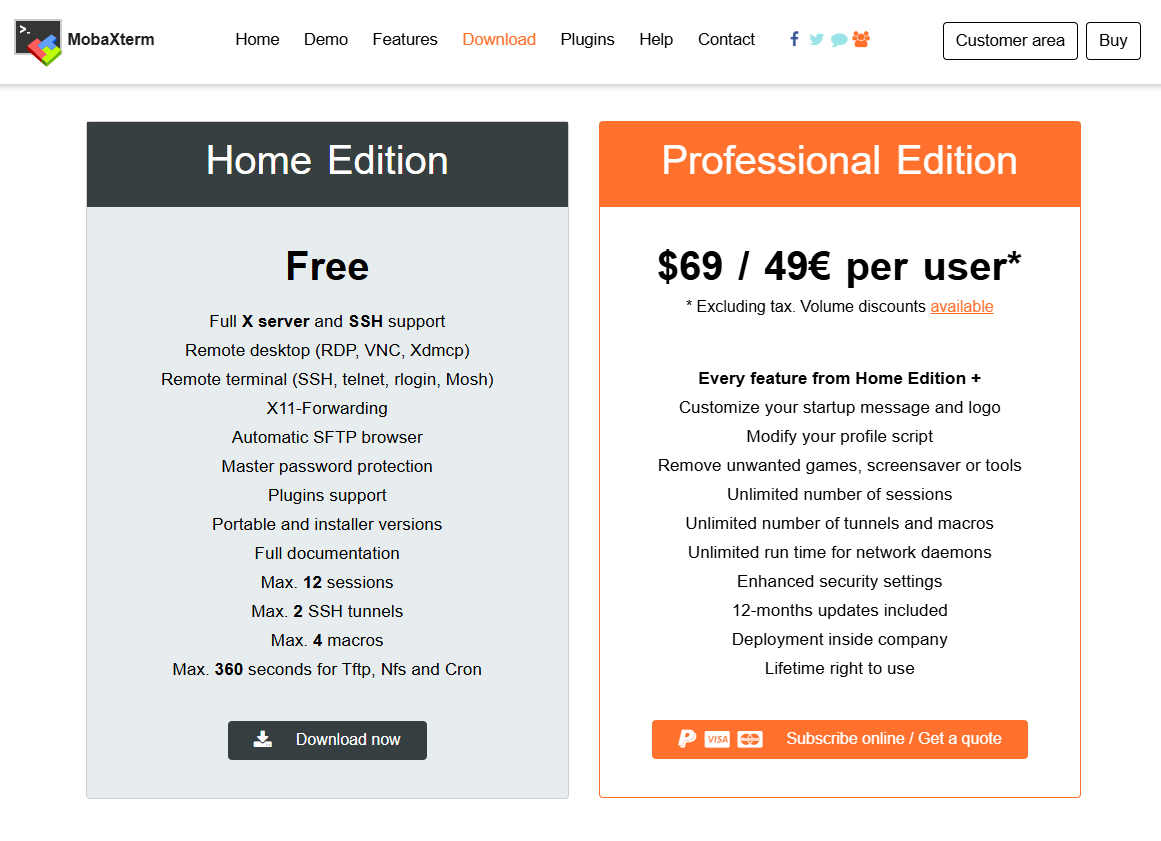 >_ MobaXterm Home Demo Features Download Plugins Help Contact Customer area Buy
Home Edition
Free
Full X server and SSH support
Remote desktop (RDP, VNC, Xdmcp)
Remote terminal (SSH, telnet, rlogin, Mosh)
X11-Forwarding
Automatic SFTP browser
Master password protection
Plugins support
Portable and installer versions
Full documentation
Max. 12 sessions
Max. 2 SSH tunnels
Max. 4 macros
Max. 360 seconds for Tftp, Nfs and Cron
Download now
Professional Edition
$69 / 49€ per user*
* Excluding tax. Volume discounts available
Every feature from Home Edition +
Customize your startup message and logo
Modify your profile script
Remove unwanted games, screensaver or tools
Unlimited number of sessions
Unlimited number of tunnels and macros
Unlimited run time for network daemons
Enhanced security settings
12-months updates included
Deployment inside company
Lifetime right to use
VISA Subscribe online / Get a quote